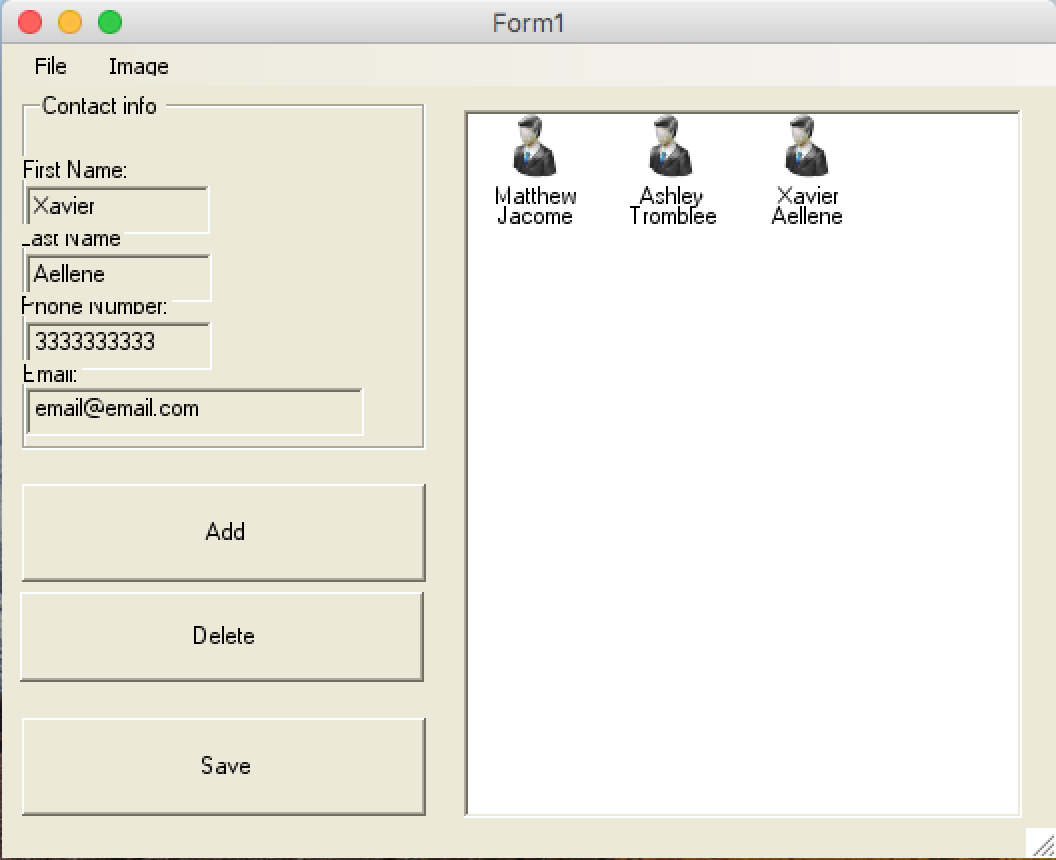 Form1
File Image
Contact info
First Name:
Xavier
Last Name
Aellene
Phone Number:
3333333333
Email:
email@email.com
Add
Delete
Save
Matthew
Jacome
Ashley
Tromblee
Xavier
Aellene